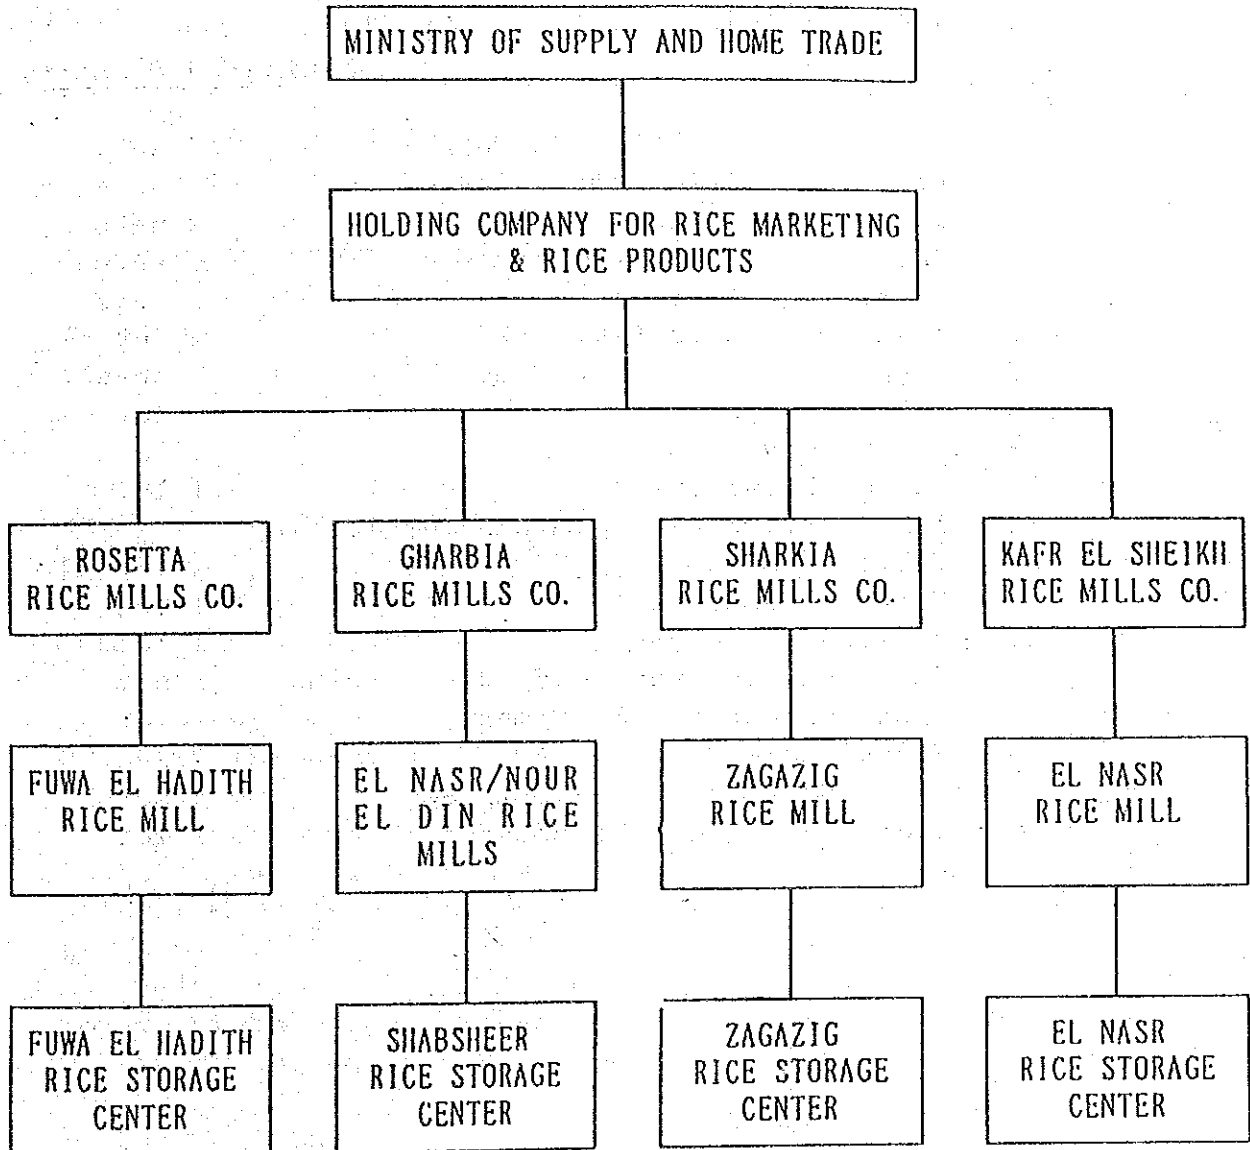 MINISTRY OF SUPPLY AND HOME TRADE
HOLDING COMPANY FOR RICE MARKETING
& RICE PRODUCTS
ROSETTA
RICE MILLS CO.
GHARBIA
RICE MILLS CO.
SHARKIA
RICE MILLS CO.
KAFR EL SHEIKH
RICE MILLS CO.
FUWA EL HADITH
RICE MILL
EL NASR/NOUR
EL DIN RICE
MILLS
ZAGAZIG
RICE MILL
EL NASR
RICE MILL
FUWA EL HADITH
RICE STORAGE
CENTER
SHABSHEER
RICE STORAGE
CENTER
ZAGAZIG
RICE STORAGE
CENTER
EL NASR
RICE STORAGE
CENTER